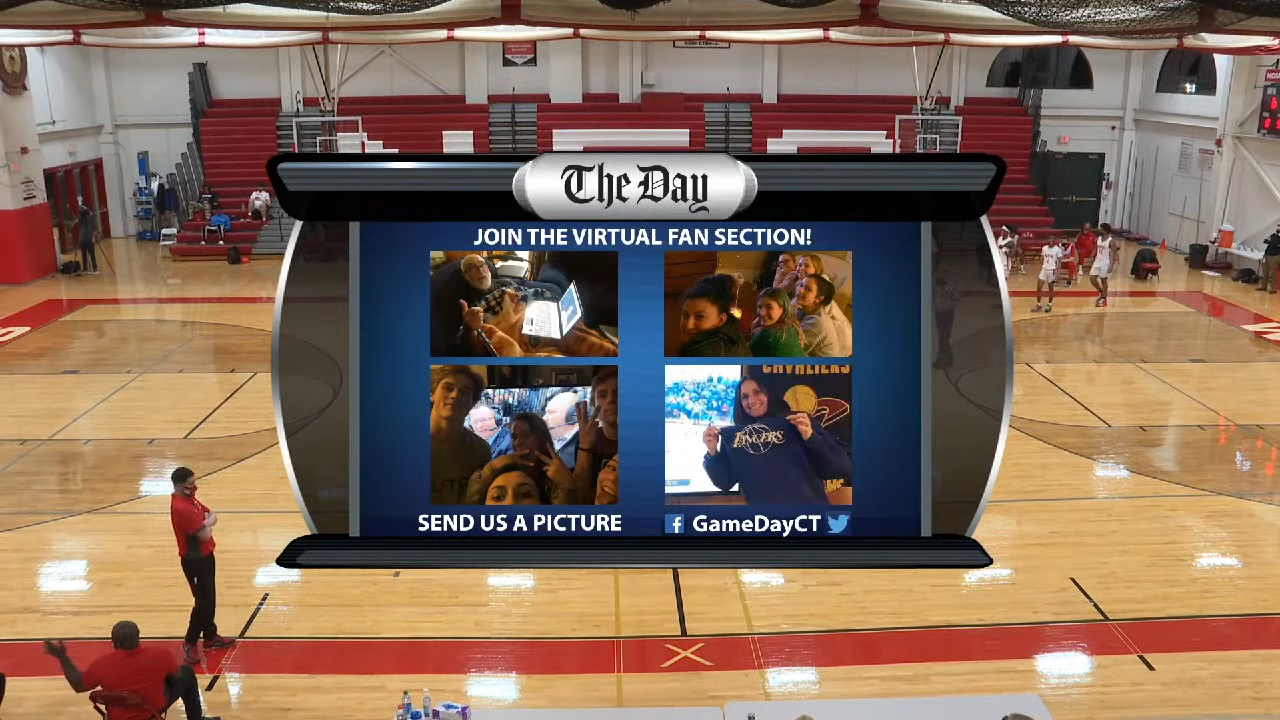 The Day
JOIN THE VIRTUAL FAN SECTION!
CAVALIERS
LANCERS
SEND US A PICTURE
GameDayCT